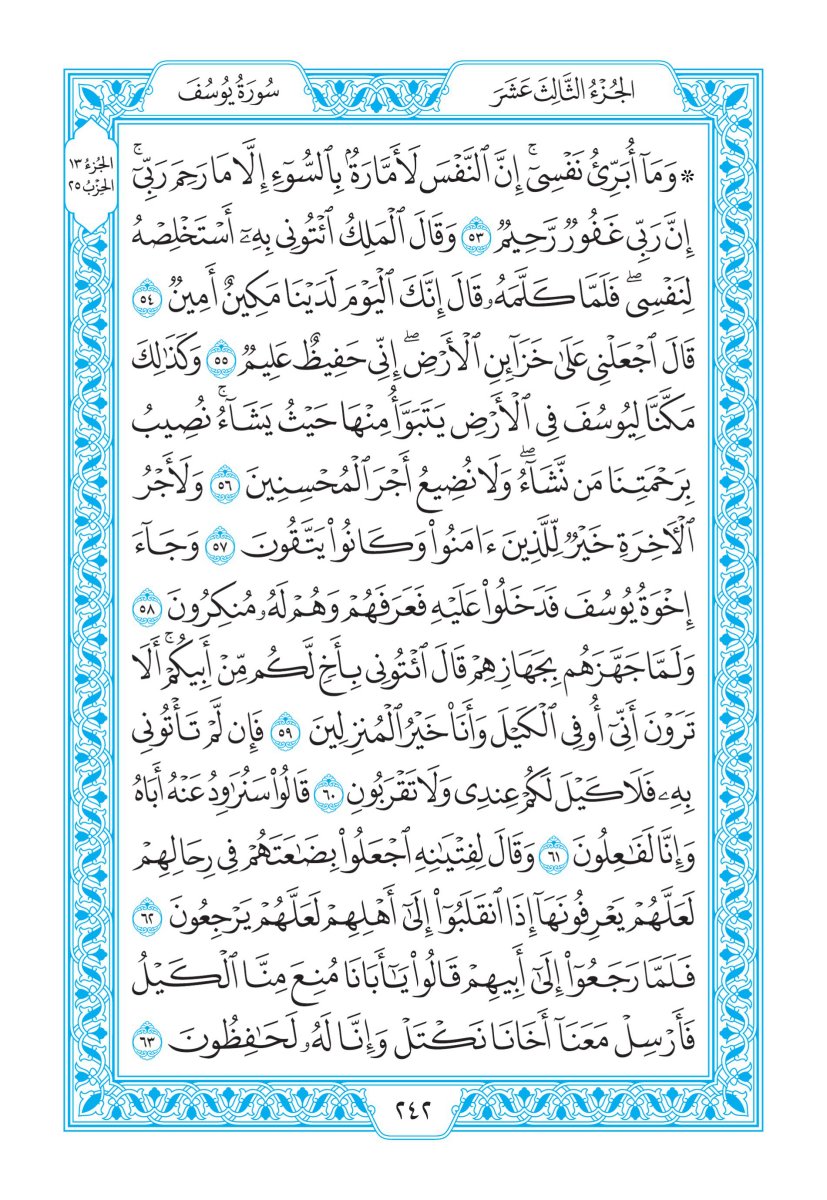 سُورَةُ يُوسُفَ
الجُزْءُ الثَّالِثَ عَشَرَ
الجُزءُ ١٣
الحِزْبُ ٢٥
۞ وَمَآ أُبَرِّئُ نَفْسِيٓۚ إِنَّ ٱلنَّفْسَ لَأَمَّارَةُۢ بِٱلسُّوٓءِ إِلَّا مَا رَحِمَ رَبِّيٓۚ
إِنَّ رَبِّي غَفُورٞ رَّحِيمٞ ٥٣ وَقَالَ ٱلْمَلِكُ ٱئْتُونِي بِهِۦٓ أَسْتَخْلِصْهُ
لِنَفْسِيۖ فَلَمَّا كَلَّمَهُۥ قَالَ إِنَّكَ ٱلْيَوْمَ لَدَيْنَا مَكِينٌ أَمِينٞ ٥٤
قَالَ ٱجْعَلْنِي عَلَىٰ خَزَآئِنِ ٱلْأَرْضِۖ إِنِّي حَفِيظٌ عَلِيمٞ ٥٥ وَكَذَٰلِكَ
مَكَّنَّا لِيُوسُفَ فِي ٱلْأَرْضِ يَتَبَوَّأُ مِنْهَا حَيْثُ يَشَآءُۚ نُصِيبُ
بِرَحْمَتِنَا مَن نَّشَآءُۖ وَلَا نُضِيعُ أَجْرَ ٱلْمُحْسِنِينَ ٥٦ وَلَأَجْرُ
ٱلْأٓخِرَةِ خَيْرٞ لِّلَّذِينَ ءَامَنُواْ وَكَانُواْ يَتَّقُونَ ٥٧ وَجَآءَ
إِخْوَةُ يُوسُفَ فَدَخَلُواْ عَلَيْهِ فَعَرَفَهُمْ وَهُمْ لَهُۥ مُنكِرُونَ ٥٨
وَلَمَّا جَهَّزَهُم بِجَهَازِهِمْ قَالَ ٱئْتُونِي بِأَخٖ لَّكُم مِّنْ أَبِيكُمْۚ أَلَا
تَرَوْنَ أَنِّيٓ أُوفِي ٱلْكَيْلَ وَأَنَا۠ خَيْرُ ٱلْمُنزِلِينَ ٥٩ فَإِن لَّمْ تَأْتُونِي
بِهِۦ فَلَا كَيْلَ لَكُمْ عِندِي وَلَا تَقْرَبُونِ ٦٠ قَالُواْ سَنُرَٰوِدُ عَنْهُ أَبَاهُ
وَإِنَّا لَفَٰعِلُونَ ٦١ وَقَالَ لِفِتْيَٰنِهِ ٱجْعَلُواْ بِضَٰعَتَهُمْ فِي رِحَالِهِمْ
لَعَلَّهُمْ يَعْرِفُونَهَآ إِذَا ٱنقَلَبُوٓاْ إِلَىٰٓ أَهْلِهِمْ لَعَلَّهُمْ يَرْجِعُونَ ٦٢
فَلَمَّا رَجَعُوٓاْ إِلَىٰٓ أَبِيهِمْ قَالُواْ يَٰٓأَبَانَا مُنِعَ مِنَّا ٱلْكَيْلُ
فَأَرْسِلْ مَعَنَآ أَخَانَا نَكْتَلْ وَإِنَّا لَهُۥ لَحَٰفِظُونَ ٦٣
٢٤٢